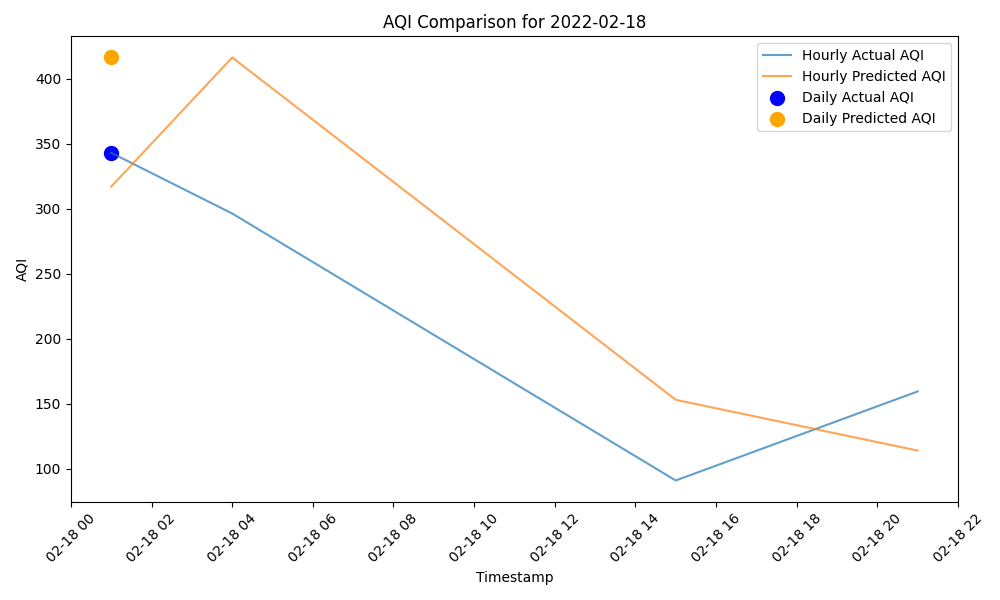 AQI Comparison for 2022-02-18
Hourly Actual AQI
Hourly Predicted AQI
Daily Actual AQI
Daily Predicted AQI
AQI
400
350
300
250
200
150
100
02-18 00
02-18 02
02-18 04
02-18 06
02-18 08
02-18 10
02-18 12
02-18 14
02-18 16
02-18 18
02-18 20
02-18 22
Timestamp